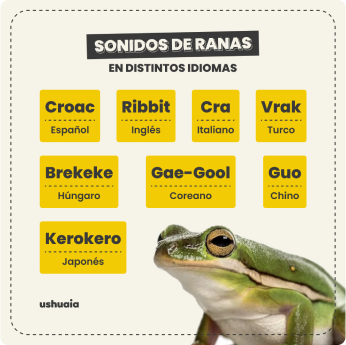 SONIDOS DE RANAS
EN DISTINTOS IDIOMAS
Croac
Español
Ribbit
Inglés
Cra
Italiano
Vrak
Turco
Brekeke
Húngaro
Gae-Gool
Coreano
Guo
Chino
Kerokero
Japonés
ushuaia